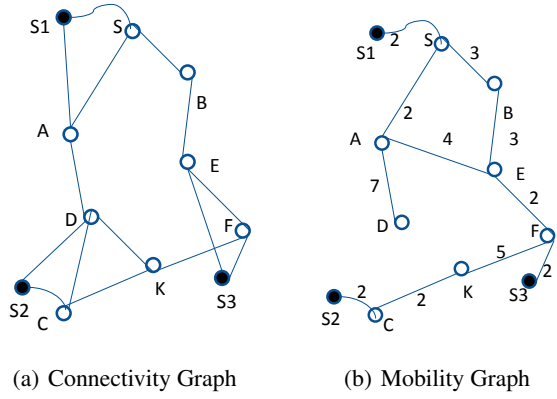 S1
S
B
A
E
D
F
K
S2
C
S3
2
S
3
S1
B
2
A
4
3
E
7
2
D
F
5
2
S3
K
2
2
S2
C
(a) Connectivity Graph
(b) Mobility Graph